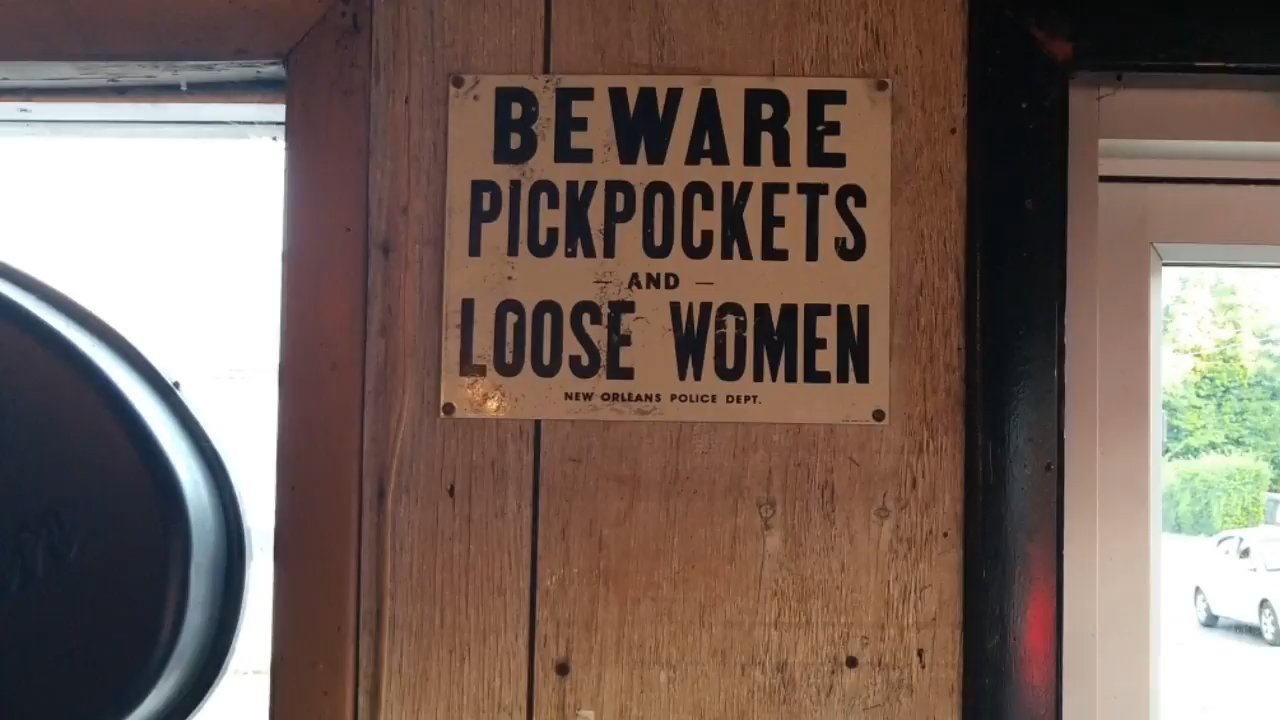 BEWARE
PICKPOCKETS
— AND —
LOOSE WOMEN
NEW ORLEANS POLICE DEPT.